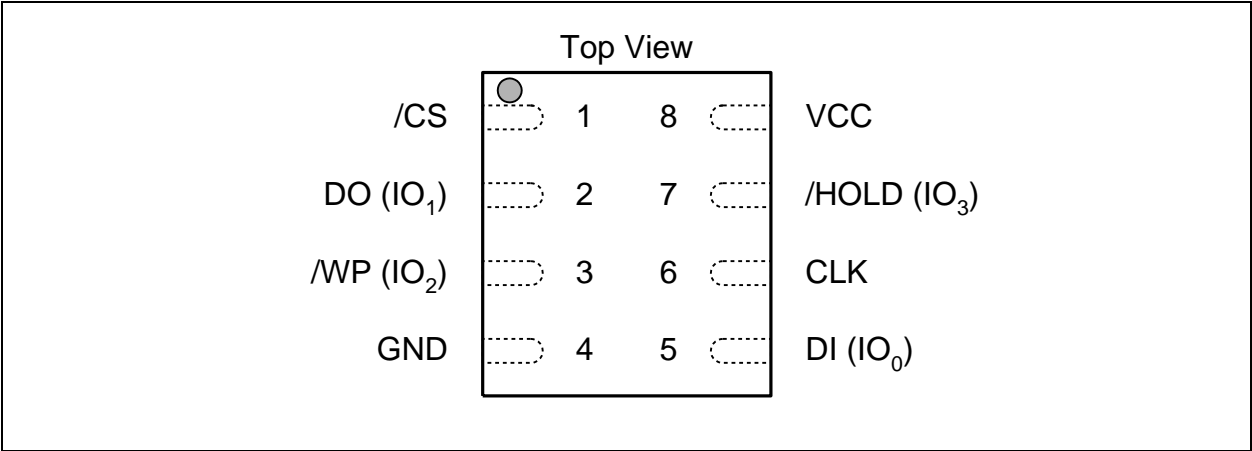 Top View
/CS 1 8 VCC
DO (IO₁) 2 7 /HOLD (IO₃)
/WP (IO₂) 3 6 CLK
GND 4 5 DI (IO₀)